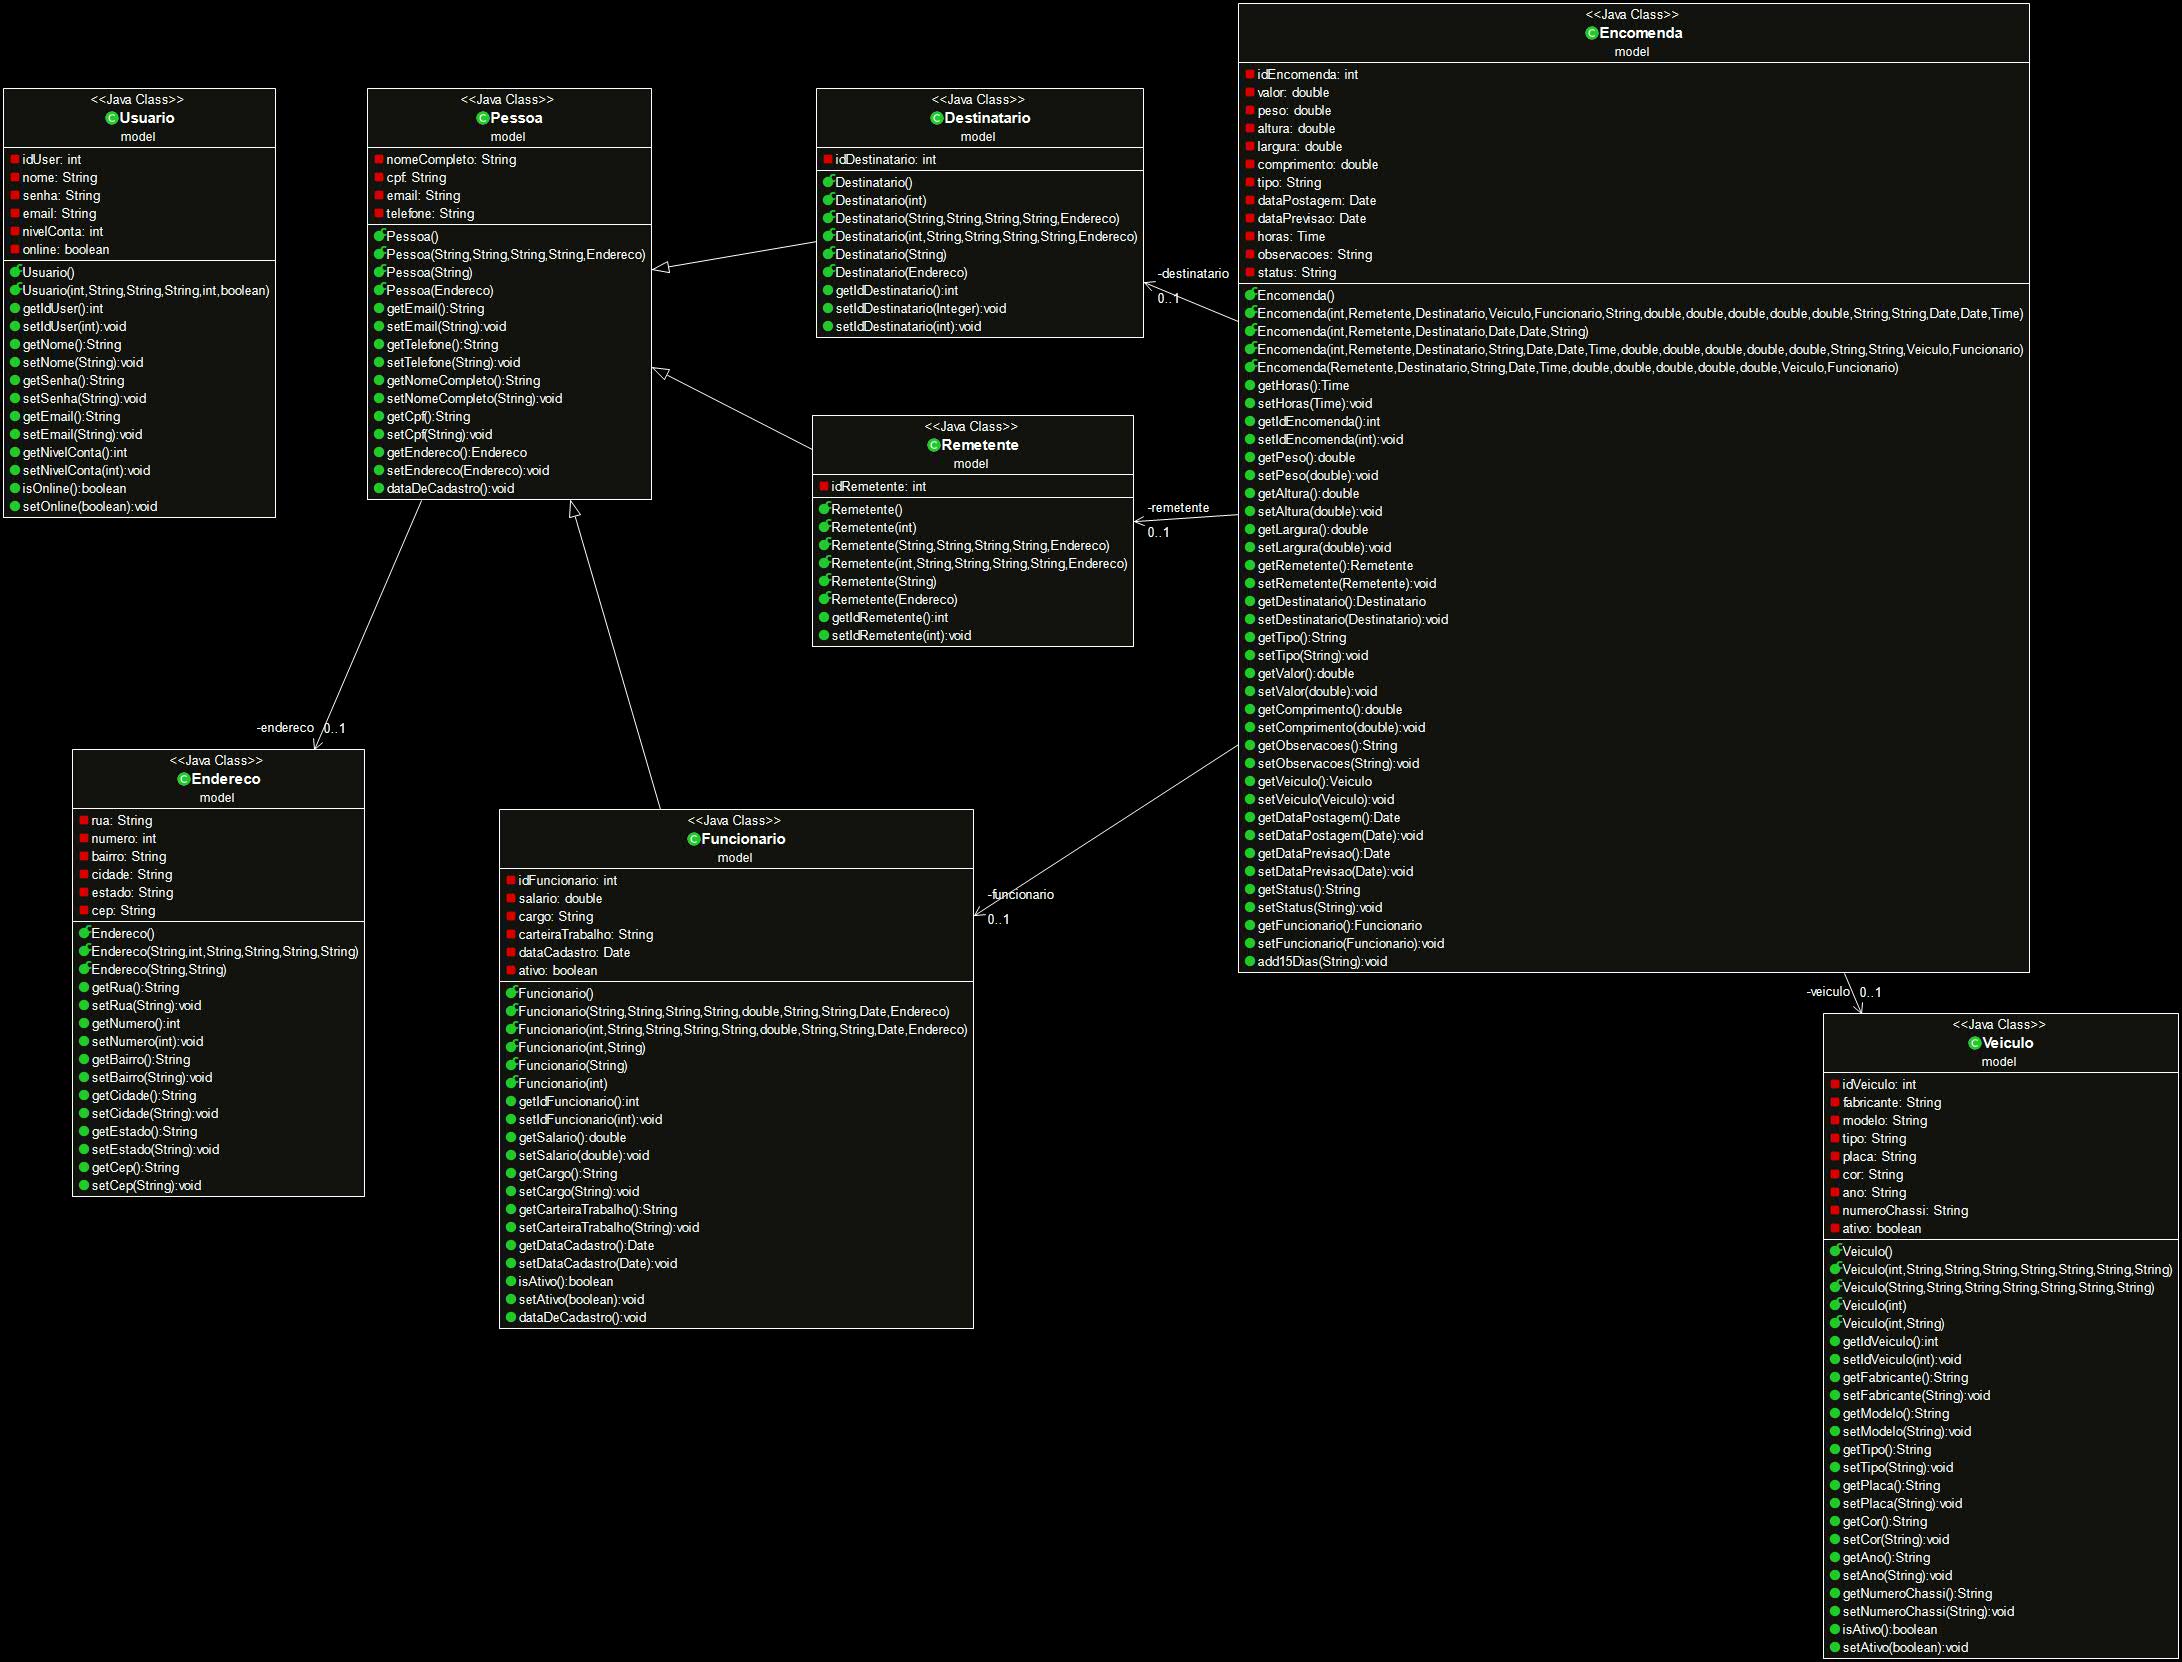 <<Java Class>>
Usuario
model
idUser: int
nome: String
senha: String
email: String
nivelConta: int
online: boolean
Usuario()
Usuario(int,String,String,String,int,boolean)
getIdUser():int
setIdUser(int):void
getNome():String
setNome(String):void
getSenha():String
setSenha(String):void
getEmail():String
setEmail(String):void
getNivelConta():int
setNivelConta(int):void
isOnline():boolean
setOnline(boolean):void
<<Java Class>>
Pessoa
model
nomeCompleto: String
cpf: String
email: String
telefone: String
Pessoa()
Pessoa(String,String,String,String,Endereco)
Pessoa(String)
Pessoa(Endereco)
getEmail():String
setEmail(String):void
getTelefone():String
setTelefone(String):void
getNomeCompleto():String
setNomeCompleto(String):void
getCpf():String
setCpf(String):void
getEndereco():Endereco
setEndereco(Endereco):void
dataDeCadastro():void
<<Java Class>>
Destinatario
model
idDestinatario: int
Destinatario()
Destinatario(int)
Destinatario(String,String,String,String,Endereco)
Destinatario(int,String,String,String,String,Endereco)
Destinatario(String)
Destinatario(Endereco)
getIdDestinatario():int
setIdDestinatario(Integer):void
setIdDestinatario(int):void
-destinatario
0..1
<<Java Class>>
Remetente
model
idRemetente: int
Remetente()
Remetente(int)
Remetente(String,String,String,String,Endereco)
Remetente(int,String,String,String,String,Endereco)
Remetente(String)
Remetente(Endereco)
getIdRemetente():int
setIdRemetente(int):void
-remetente
0..1
<<Java Class>>
Encomenda
model
idEncomenda: int
valor: double
peso: double
altura: double
largura: double
comprimento: double
tipo: String
dataPostagem: Date
dataPrevisao: Date
horas: Time
observacoes: String
status: String
Encomenda()
Encomenda(int,Remetente,Destinatario,Veiculo,Funcionario,String,double,double,double,double,double,String,String,Date,Date,Time)
Encomenda(int,Remetente,Destinatario,Date,Date,String)
Encomenda(int,Remetente,Destinatario,String,Date,Date,Time,double,double,double,double,double,String,String,Veiculo,Funcionario)
Encomenda(Remetente,Destinatario,String,Date,Time,double,double,double,double,double,Veiculo,Funcionario)
getHoras():Time
setHoras(Time):void
getIdEncomenda():int
setIdEncomenda(int):void
getPeso():double
setPeso(double):void
getAltura():double
setAltura(double):void
getLargura():double
setLargura(double):void
getRemetente():Remetente
setRemetente(Remetente):void
getDestinatario():Destinatario
setDestinatario(Destinatario):void
getTipo():String
setTipo(String):void
getValor():double
setValor(double):void
getComprimento():double
setComprimento(double):void
getObservacoes():String
setObservacoes(String):void
getVeiculo():Veiculo
setVeiculo(Veiculo):void
getDataPostagem():Date
setDataPostagem(Date):void
getDataPrevisao():Date
setDataPrevisao(Date):void
getStatus():String
setStatus(String):void
getFuncionario():Funcionario
setFuncionario(Funcionario):void
add15Dias(String):void
-endereco 0..1
<<Java Class>>
Endereco
model
rua: String
numero: int
bairro: String
cidade: String
estado: String
cep: String
Endereco()
Endereco(String,int,String,String,String,String)
Endereco(String,String)
getRua():String
setRua(String):void
getNumero():int
setNumero(int):void
getBairro():String
setBairro(String):void
getCidade():String
setCidade(String):void
getEstado():String
setEstado(String):void
getCep():String
setCep(String):void
<<Java Class>>
Funcionario
model
idFuncionario: int
salario: double
cargo: String
carteiraTrabalho: String
dataCadastro: Date
ativo: boolean
Funcionario()
Funcionario(String,String,String,String,double,String,String,Date,Endereco)
Funcionario(int,String,String,String,String,double,String,String,Date,Endereco)
Funcionario(int,String)
Funcionario(String)
Funcionario(int)
getIdFuncionario():int
setIdFuncionario(int):void
getSalario():double
setSalario(double):void
getCargo():String
setCargo(String):void
getCarteiraTrabalho():String
setCarteiraTrabalho(String):void
getDataCadastro():Date
setDataCadastro(Date):void
isAtivo():boolean
setAtivo(boolean):void
dataDeCadastro():void
-funcionario
0..1
-veiculo 0..1
<<Java Class>>
Veiculo
model
idVeiculo: int
fabricante: String
modelo: String
tipo: String
placa: String
cor: String
ano: String
numeroChassi: String
ativo: boolean
Veiculo()
Veiculo(int,String,String,String,String,String,String,String)
Veiculo(String,String,String,String,String,String,String)
Veiculo(int)
Veiculo(int,String)
getIdVeiculo():int
setIdVeiculo(int):void
getFabricante():String
setFabricante(String):void
getModelo():String
setModelo(String):void
getTipo():String
setTipo(String):void
getPlaca():String
setPlaca(String):void
getCor():String
setCor(String):void
getAno():String
setAno(String):void
getNumeroChassi():String
setNumeroChassi(String):void
isAtivo():boolean
setAtivo(boolean):void